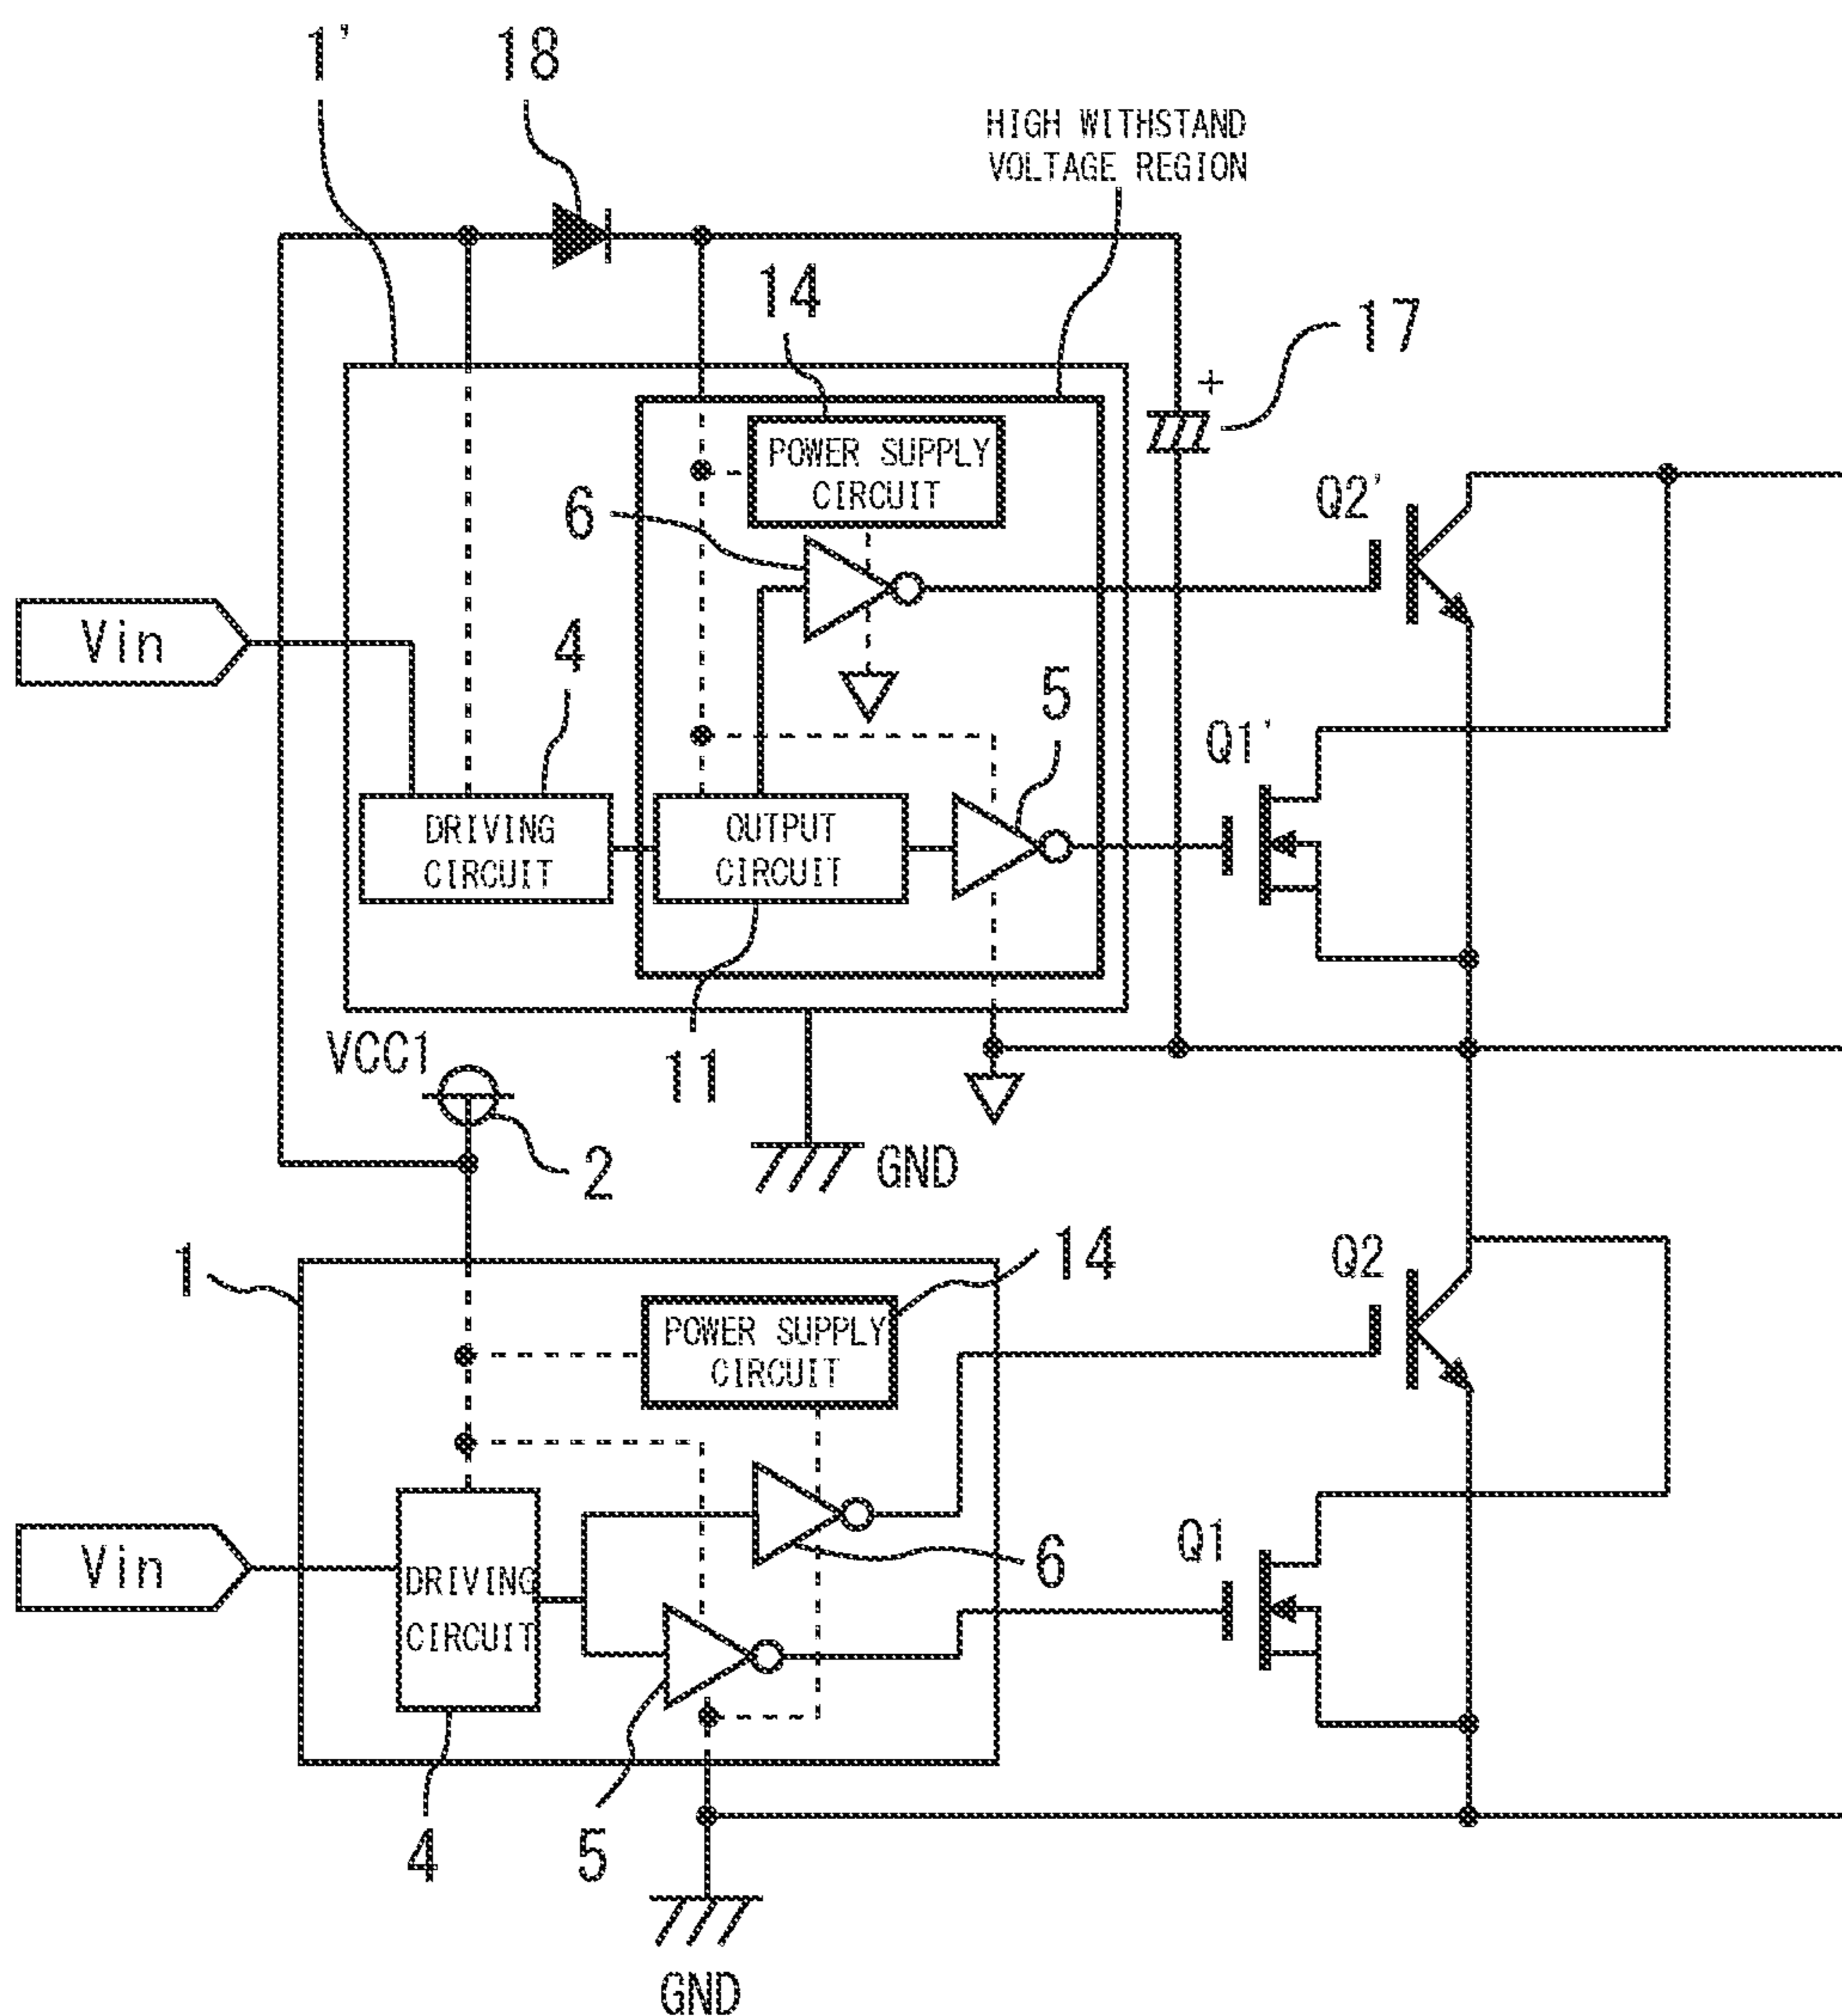 1'
18
HIGH WITHSTAND
VOLTAGE REGION
14
17
+
POWER SUPPLY
CIRCUIT
6
Q2'
Vin
4
5
Q1'
DRIVING
CIRCUIT
OUTPUT
CIRCUIT
11
VCC1
2
GND
1
14
Q2
POWER SUPPLY
CIRCUIT
Vin
DRIVING
CIRCUIT
6
Q1
4
5
GND